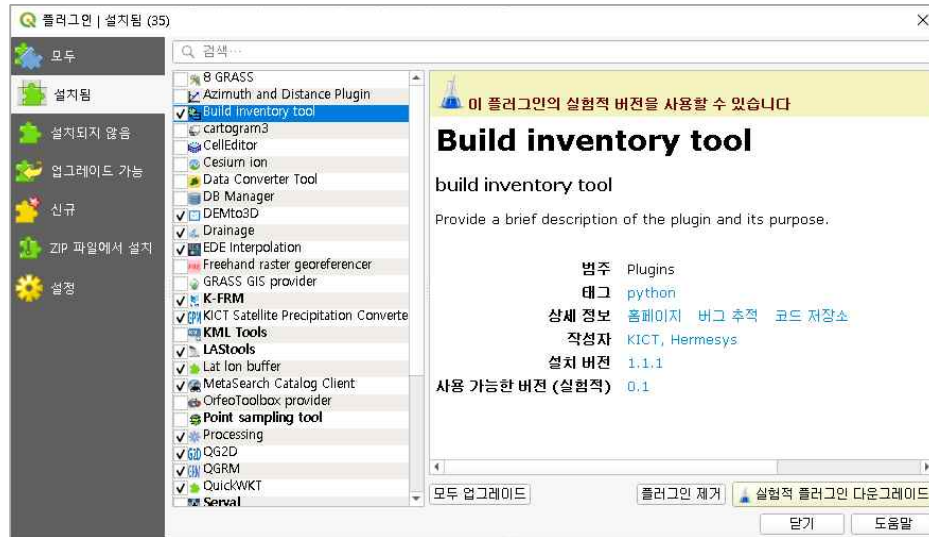 플러그인 | 설치됨 (35)
모두
설치됨
설치되지 않음
업그레이드 가능
신규
ZIP 파일에서 설치
설정
검색…
8 GRASS
Azimuth and Distance Plugin
Build inventory tool
cartogram3
CellEditor
Cesium ion
Data Converter Tool
DB Manager
DEMto3D
Drainage
EDE Interpolation
Freehand raster georeferencer
GRASS GIS provider
K-FRM
KICT Satellite Precipitation Converte
KML Tools
LAStools
Lat lon buffer
MetaSearch Catalog Client
OrfeoToolbox provider
Point sampling tool
Processing
QG2D
QGRM
QuickWKT
Serval
이 플러그인의 실험적 버전을 사용할 수 있습니다
Build inventory tool
build inventory tool
Provide a brief description of the plugin and its purpose.
범주 Plugins
태그 python
상세 정보 홈페이지 버그 추적 코드 저장소
작성자 KICT, Hermesys
설치 버전 1.1.1
사용 가능한 버전 (실험적) 0.1
모두 업그레이드 플러그인 제거 실험적 플러그인 다운그레이드
닫기 도움말